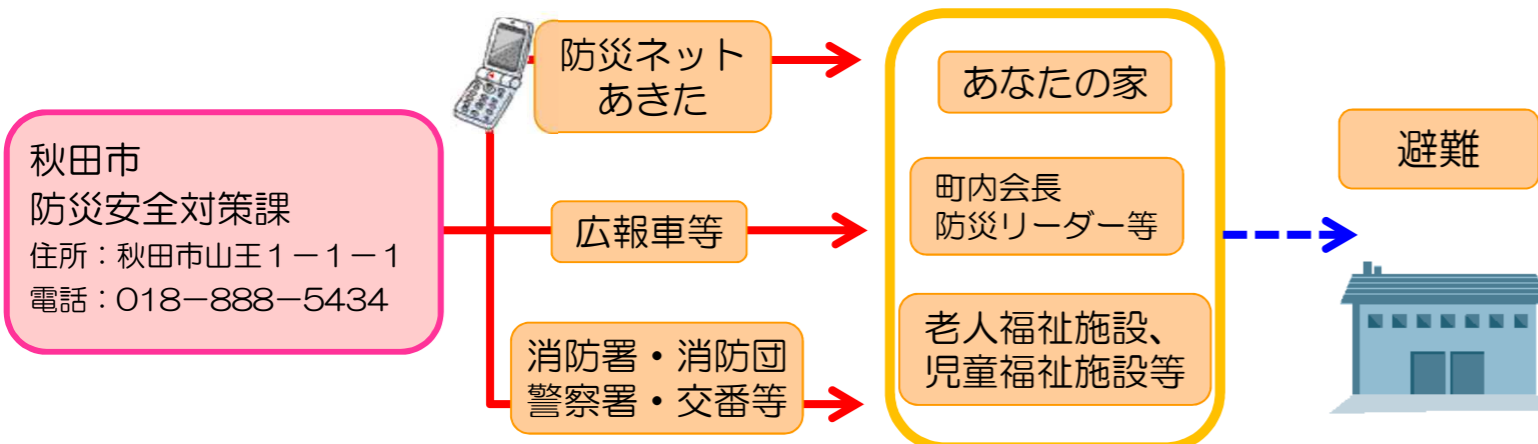 秋田市
防災安全対策課
住所：秋田市山王１－１－１
電話：018－888－5434
防災ネット
あきた
広報車等
消防署・消防団
警察署・交番等
あなたの家
町内会長
防災リーダー等
老人福祉施設、
児童福祉施設等
避難